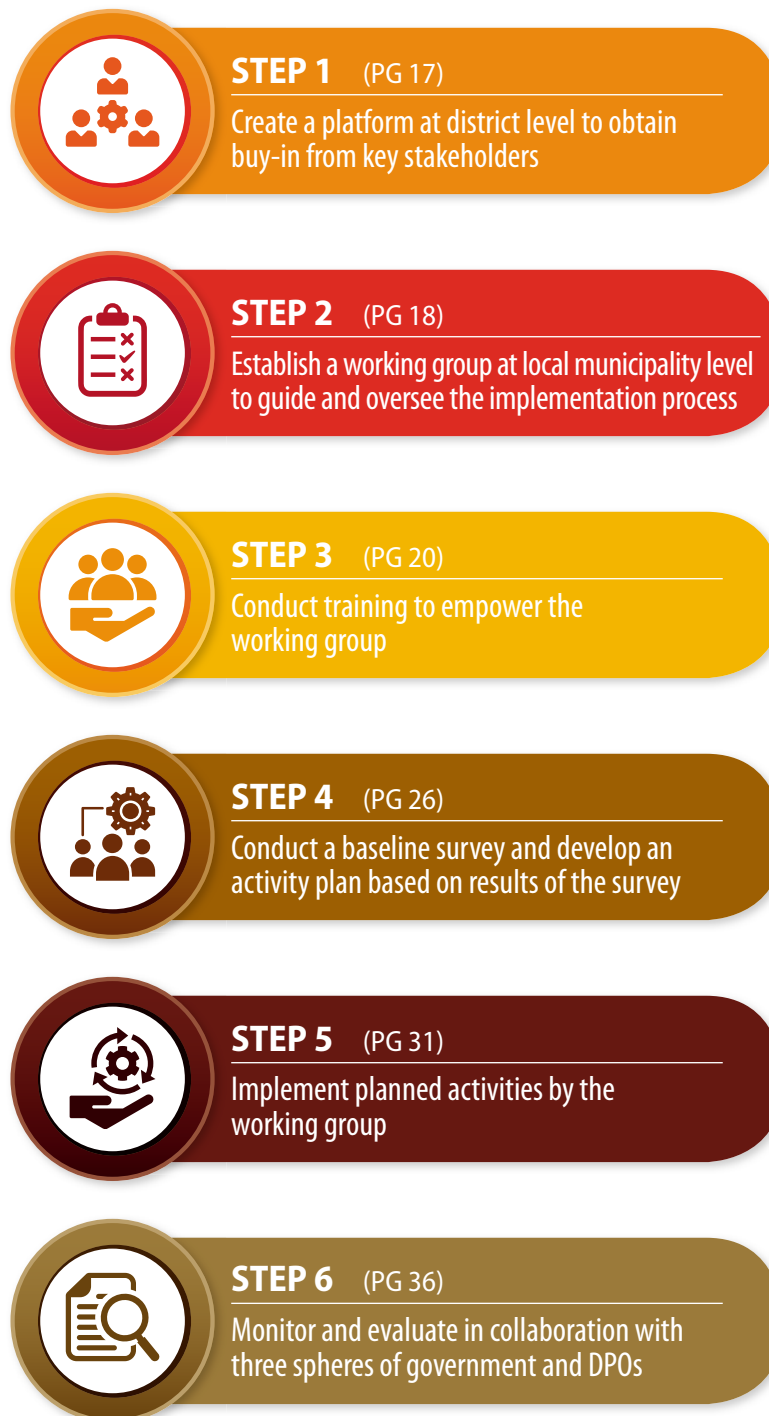 STEP 1 (PG 17)
Create a platform at district level to obtain
buy-in from key stakeholders
STEP 2 (PG 18)
Establish a working group at local municipality level
to guide and oversee the implementation process
STEP 3 (PG 20)
Conduct training to empower the
working group
STEP 4 (PG 26)
Conduct a baseline survey and develop an
activity plan based on results of the survey
STEP 5 (PG 31)
Implement planned activities by the
working group
STEP 6 (PG 36)
Monitor and evaluate in collaboration with
three spheres of government and DPOs